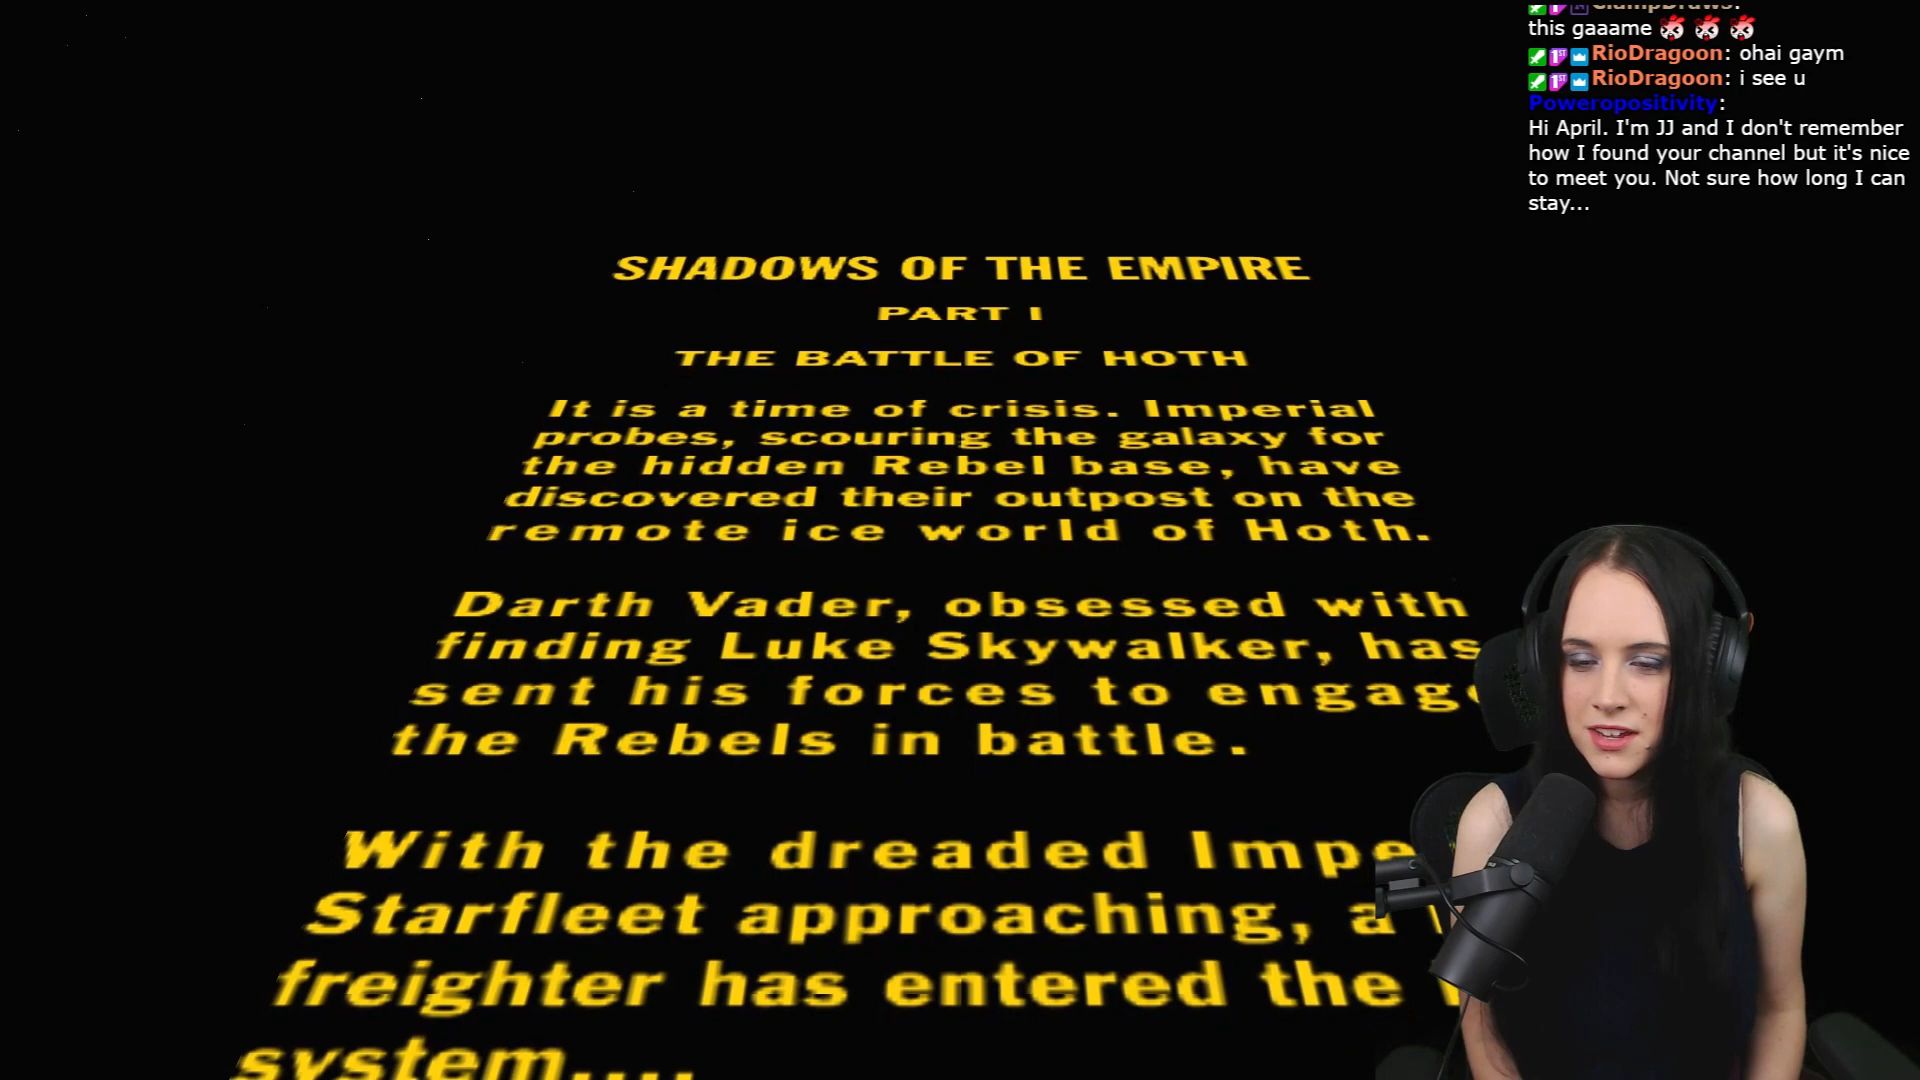 this gaaame
RioDragoon: ohai gaym
RioDragoon: i see u
Poweropositivity:
Hi April. I'm JJ and I don't remember
how I found your channel but it's nice
to meet you. Not sure how long I can
stay...
SHADOWS OF THE EMPIRE
PART I
THE BATTLE OF HOTH
It is a time of crisis. Imperial
probes, scouring the galaxy for
the hidden Rebel base, have
discovered their outpost on the
remote ice world of Hoth.
Darth Vader, obsessed with
finding Luke Skywalker, has
sent his forces to engage
the Rebels in battle.
With the dreaded Impe
Starfleet approaching, a
freighter has entered the
system....